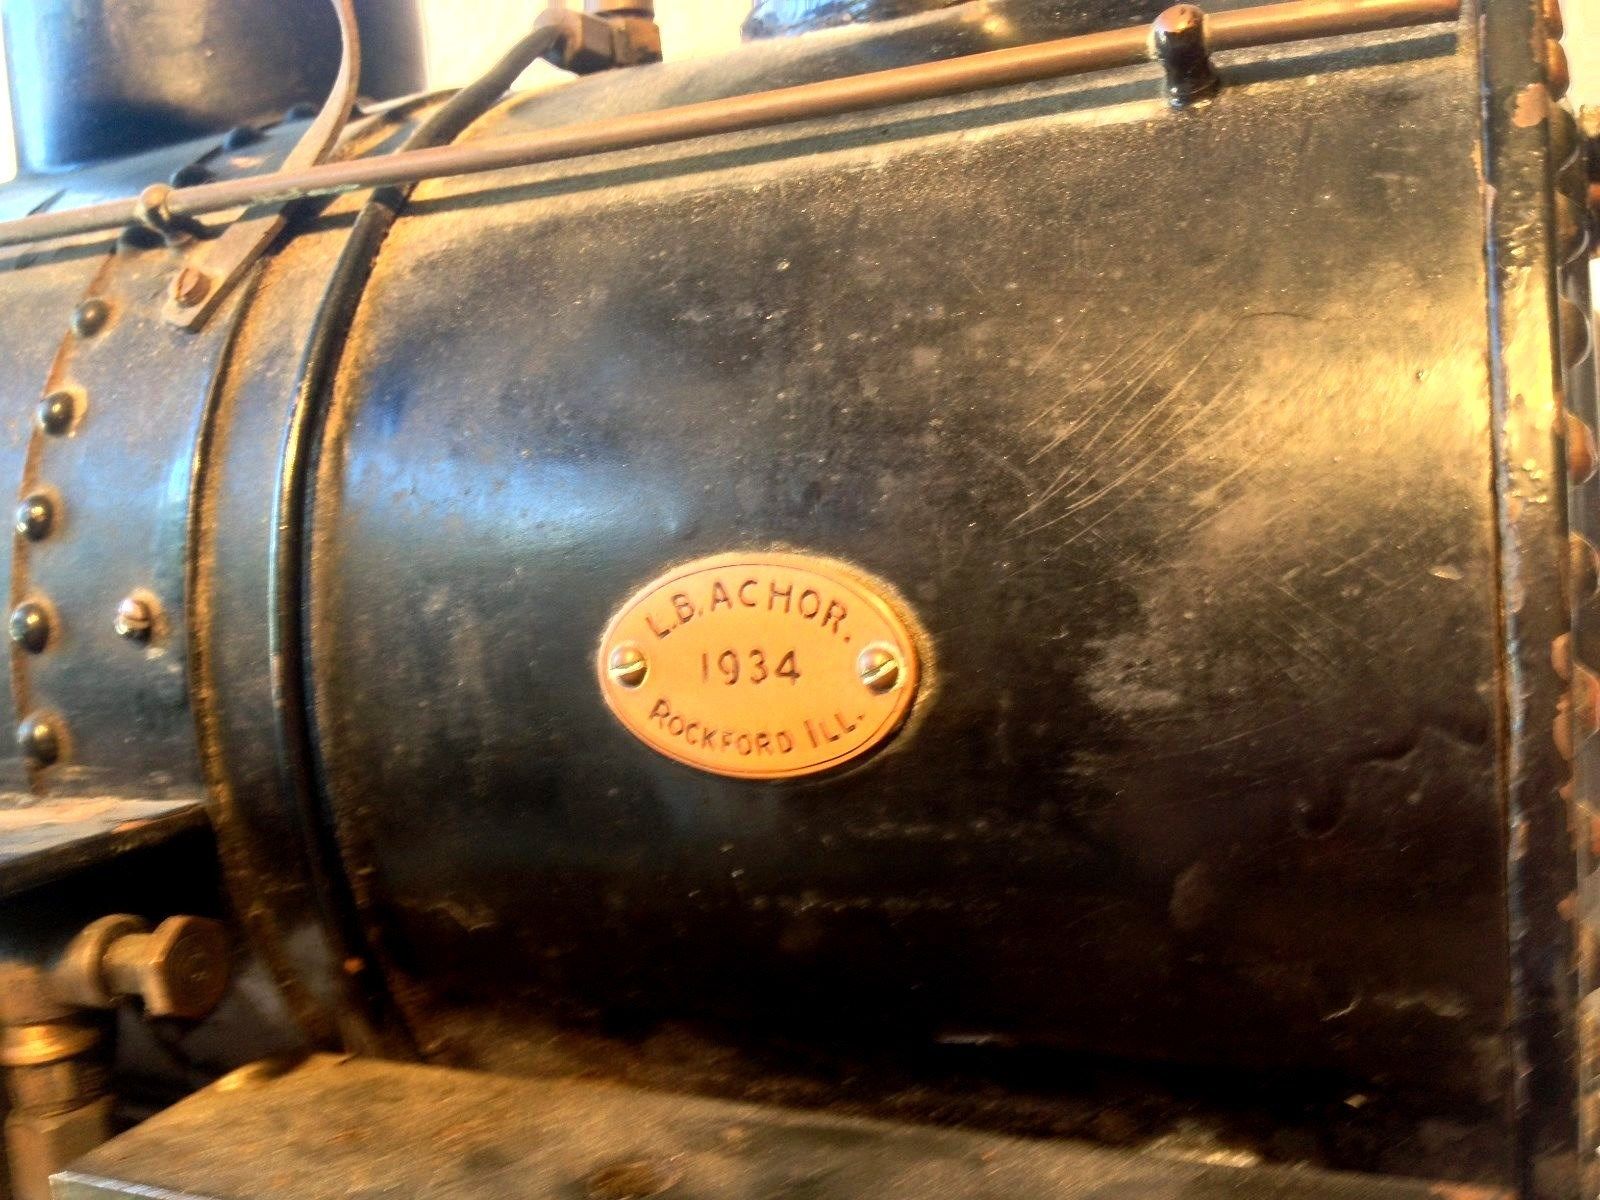 L.B. ACHOR.
1934
ROCKFORD ILL.